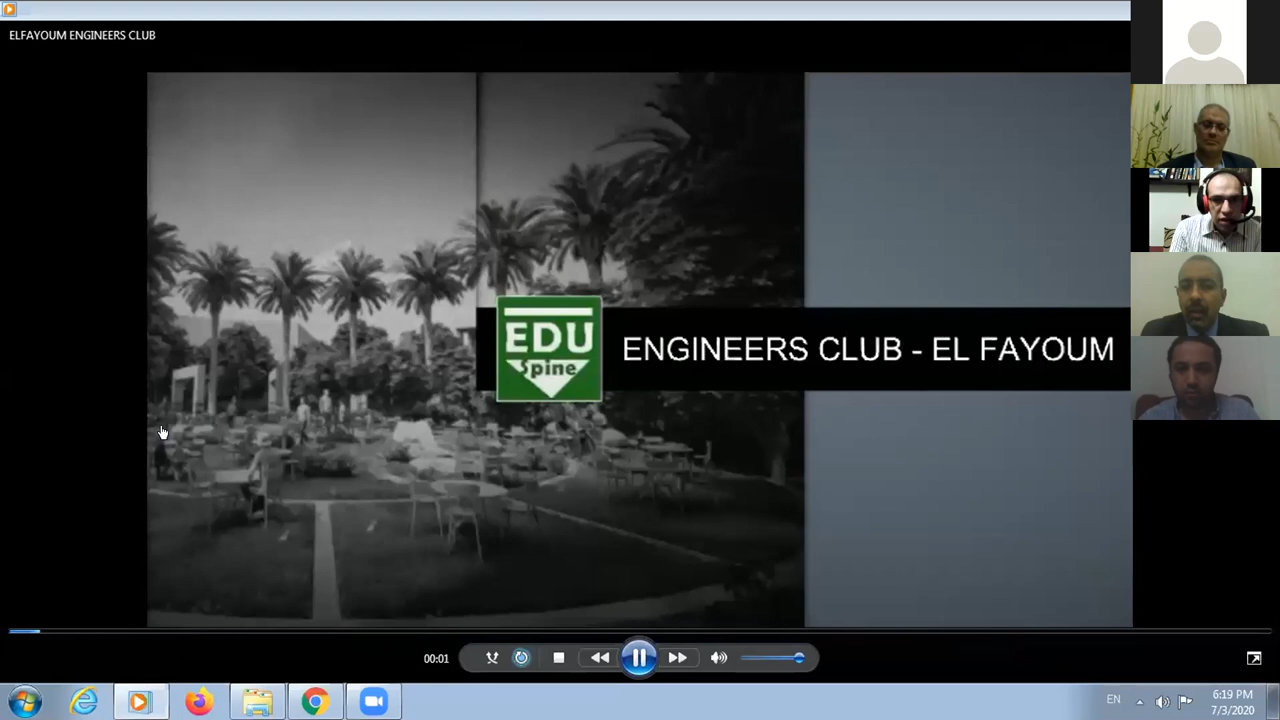 ELFAYOUM ENGINEERS CLUB
EDU
Spine
ENGINEERS CLUB - EL FAYOUM
00:01
EN
6:19 PM
7/3/2020